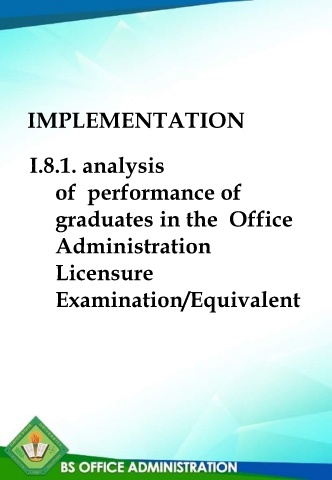 IMPLEMENTATION
I.8.1. analysis
of  performance of
graduates in the  Office
Administration
Licensure
Examination/Equivalent
BS OFFICE ADMINISTRATION